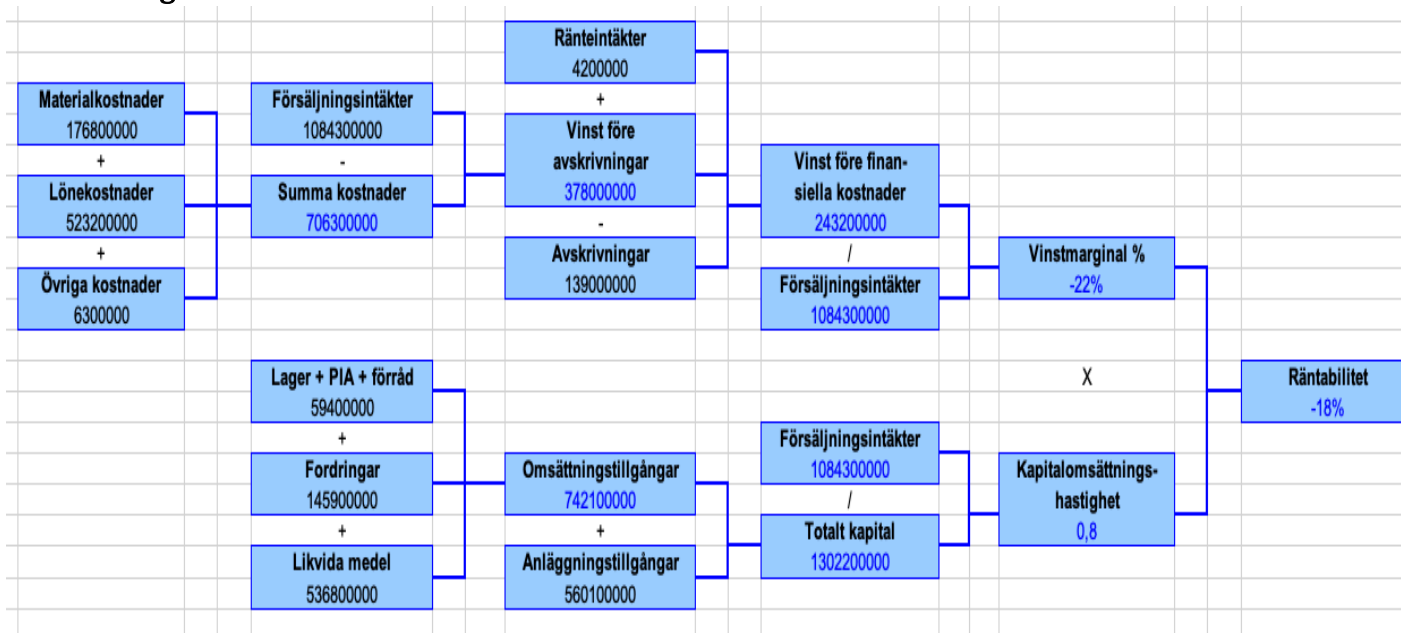 Ränteintäkter
4200000
+
Materialkostnader
176800000
+
Lönekostnader
523200000
+
Övriga kostnader
6300000
Försäljningsintäkter
1084300000
-
Summa kostnader
706300000
Vinst före
avskrivningar
378000000
-
Avskrivningar
139000000
Vinst före finan-
siella kostnader
243200000
/
Försäljningsintäkter
1084300000
Vinstmarginal %
-22%
X
Räntabilitet
-18%
Lager + PIA + förråd
59400000
+
Fordringar
145900000
+
Likvida medel
536800000
Omsättningstillgångar
742100000
+
Anläggningstillgångar
560100000
Försäljningsintäkter
1084300000
/
Totalt kapital
1302200000
Kapitalomsättnings-
hastighet
0,8